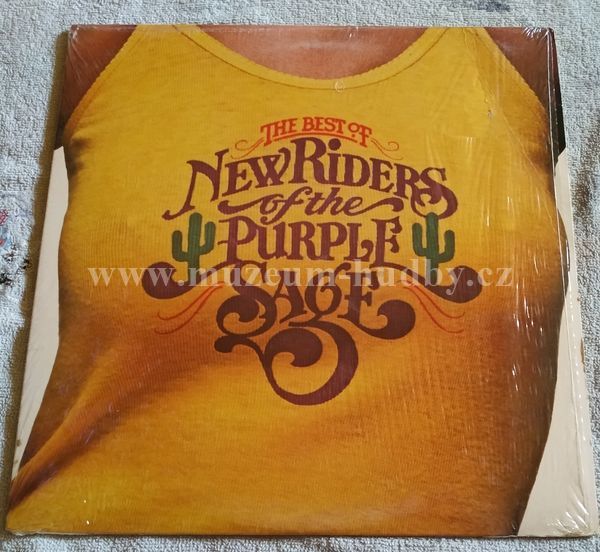 THE BEST OF
NEW RIDERS
of the
PURPLE
SAGE
www.muzeum-hudby.cz